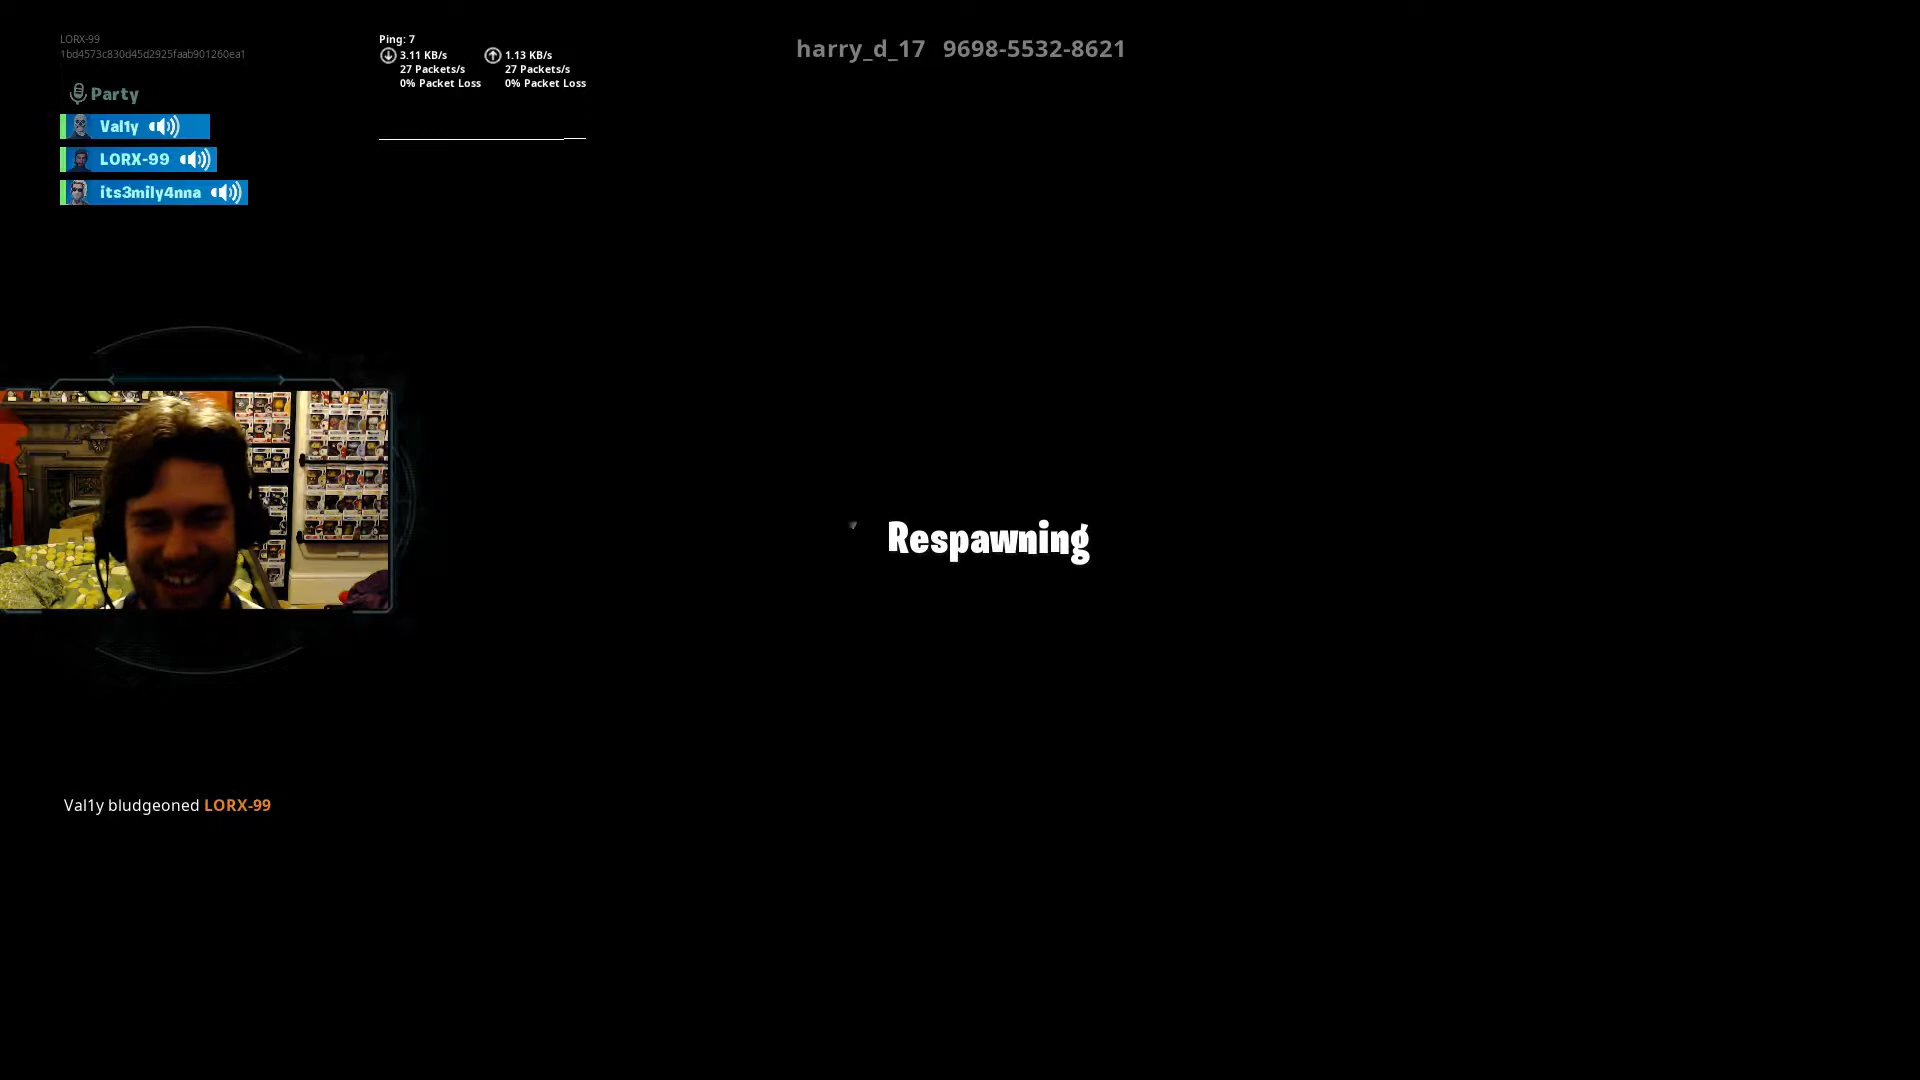 LORX-99
1bd4573c830d45d2925faab901260ea1
Ping: 7
3.11 KB/s
1.13 KB/s
27 Packets/s
27 Packets/s
0% Packet Loss
0% Packet Loss
harry_d_17 9698-5532-8621
Party
Val1y
LORX-99
its3mily4nna
Respawning
Val1y bludgeoned LORX-99